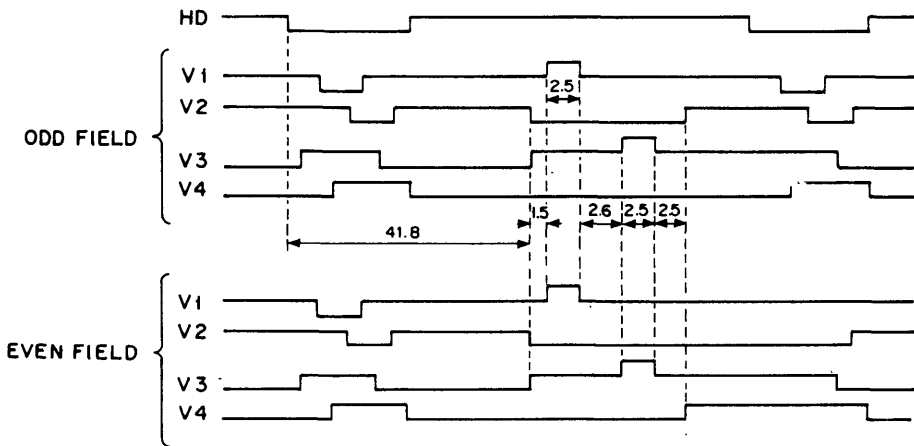 HD
ODD FIELD
V1
2.5
V2
V3
V4
1.5 2.6 2.5 2.5
41.8
EVEN FIELD
V1
V2
V3
V4